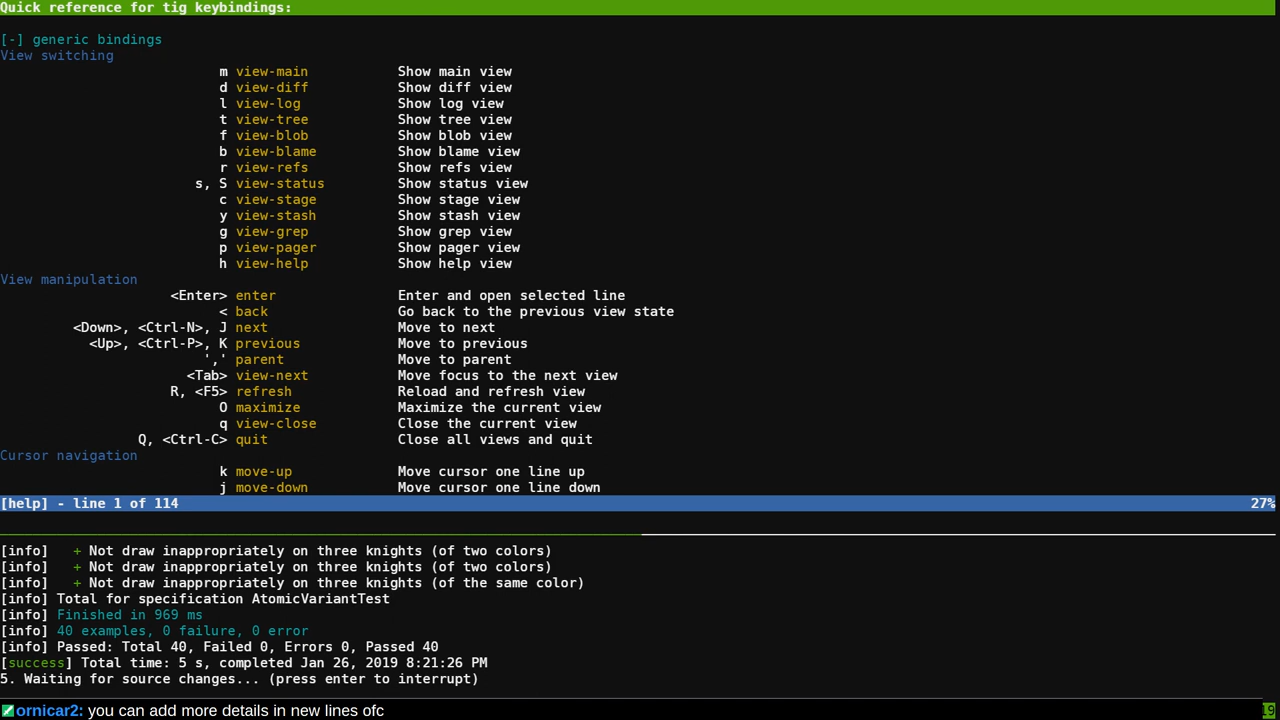 Quick reference for tig keybindings:
[-] generic bindings
View switching
m view-main Show main view
d view-diff Show diff view
l view-log Show log view
t view-tree Show tree view
f view-blob Show blob view
b view-blame Show blame view
r view-refs Show refs view
s, S view-status Show status view
c view-stage Show stage view
y view-stash Show stash view
g view-grep Show grep view
p view-pager Show pager view
h view-help Show help view
View manipulation
<Enter> enter Enter and open selected line
< back Go back to the previous view state
<Down>, <Ctrl-N>, J next Move to next
<Up>, <Ctrl-P>, K previous Move to previous
',' parent Move to parent
<Tab> view-next Move focus to the next view
R, <F5> refresh Reload and refresh view
O maximize Maximize the current view
q view-close Close the current view
Q, <Ctrl-C> quit Close all views and quit
Cursor navigation
k move-up Move cursor one line up
j move-down Move cursor one line down
[help] - line 1 of 114 27%
[info]   + Not draw inappropriately on three knights (of two colors)
[info]   + Not draw inappropriately on three knights (of two colors)
[info]   + Not draw inappropriately on three knights (of the same color)
[info] Total for specification AtomicVariantTest
[info] Finished in 969 ms
[info] 40 examples, 0 failure, 0 error
[info] Passed: Total 40, Failed 0, Errors 0, Passed 40
[success] Total time: 5 s, completed Jan 26, 2019 8:21:26 PM
5. Waiting for source changes... (press enter to interrupt)
ornicar2: you can add more details in new lines ofc